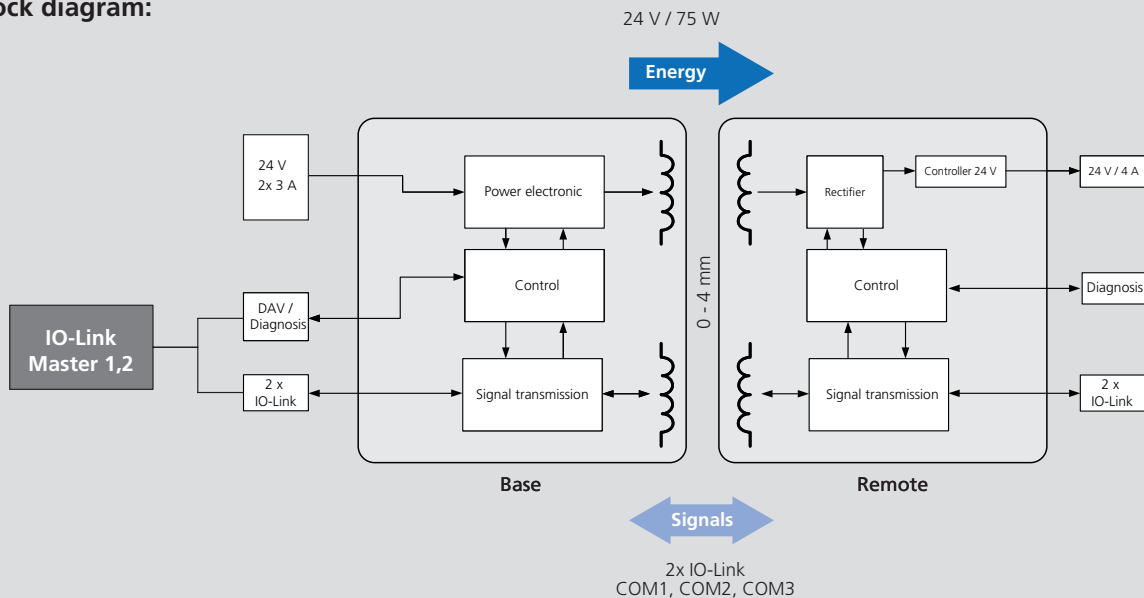 ock diagram:
24 V / 75 W
Energy
24 V
2x 3 A
Power electronic
Rectifier
Controller 24 V
24 V / 4 A
Control
0 - 4 mm
Control
Diagnosis
DAV /
Diagnosis
IO-Link
Master 1,2
2 x
IO-Link
Signal transmission
Signal transmission
2 x
IO-Link
Base
Remote
Signals
2x IO-Link
COM1, COM2, COM3